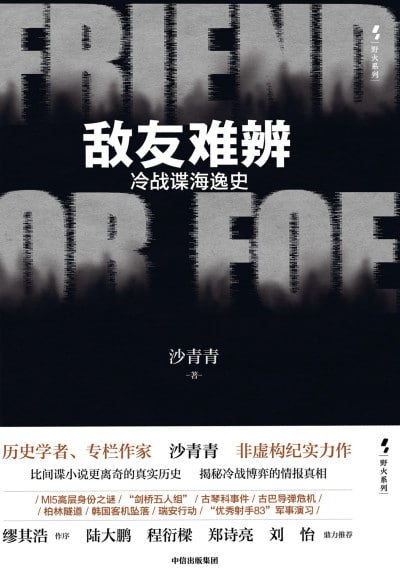 FRIEND
野火系列
敌友难辨
冷战谍海逸史
OR FOE
沙青青
—著—
历史学者、专栏作家 沙青青 非虚构纪实力作
比间谍小说更离奇的真实历史 揭秘冷战博弈的情报真相
/ MI5高层身份之谜 / “剑桥五人组” / 古琴科事件 / 古巴导弹危机 /
/ 柏林隧道 / 韩国客机坠落 / 瑞安行动 / “优秀射手83”军事演习 /
缪其浩 作序 陆大鹏 程衍樑 郑诗亮 刘怡 鼎力推荐
野火系列
中信出版集团